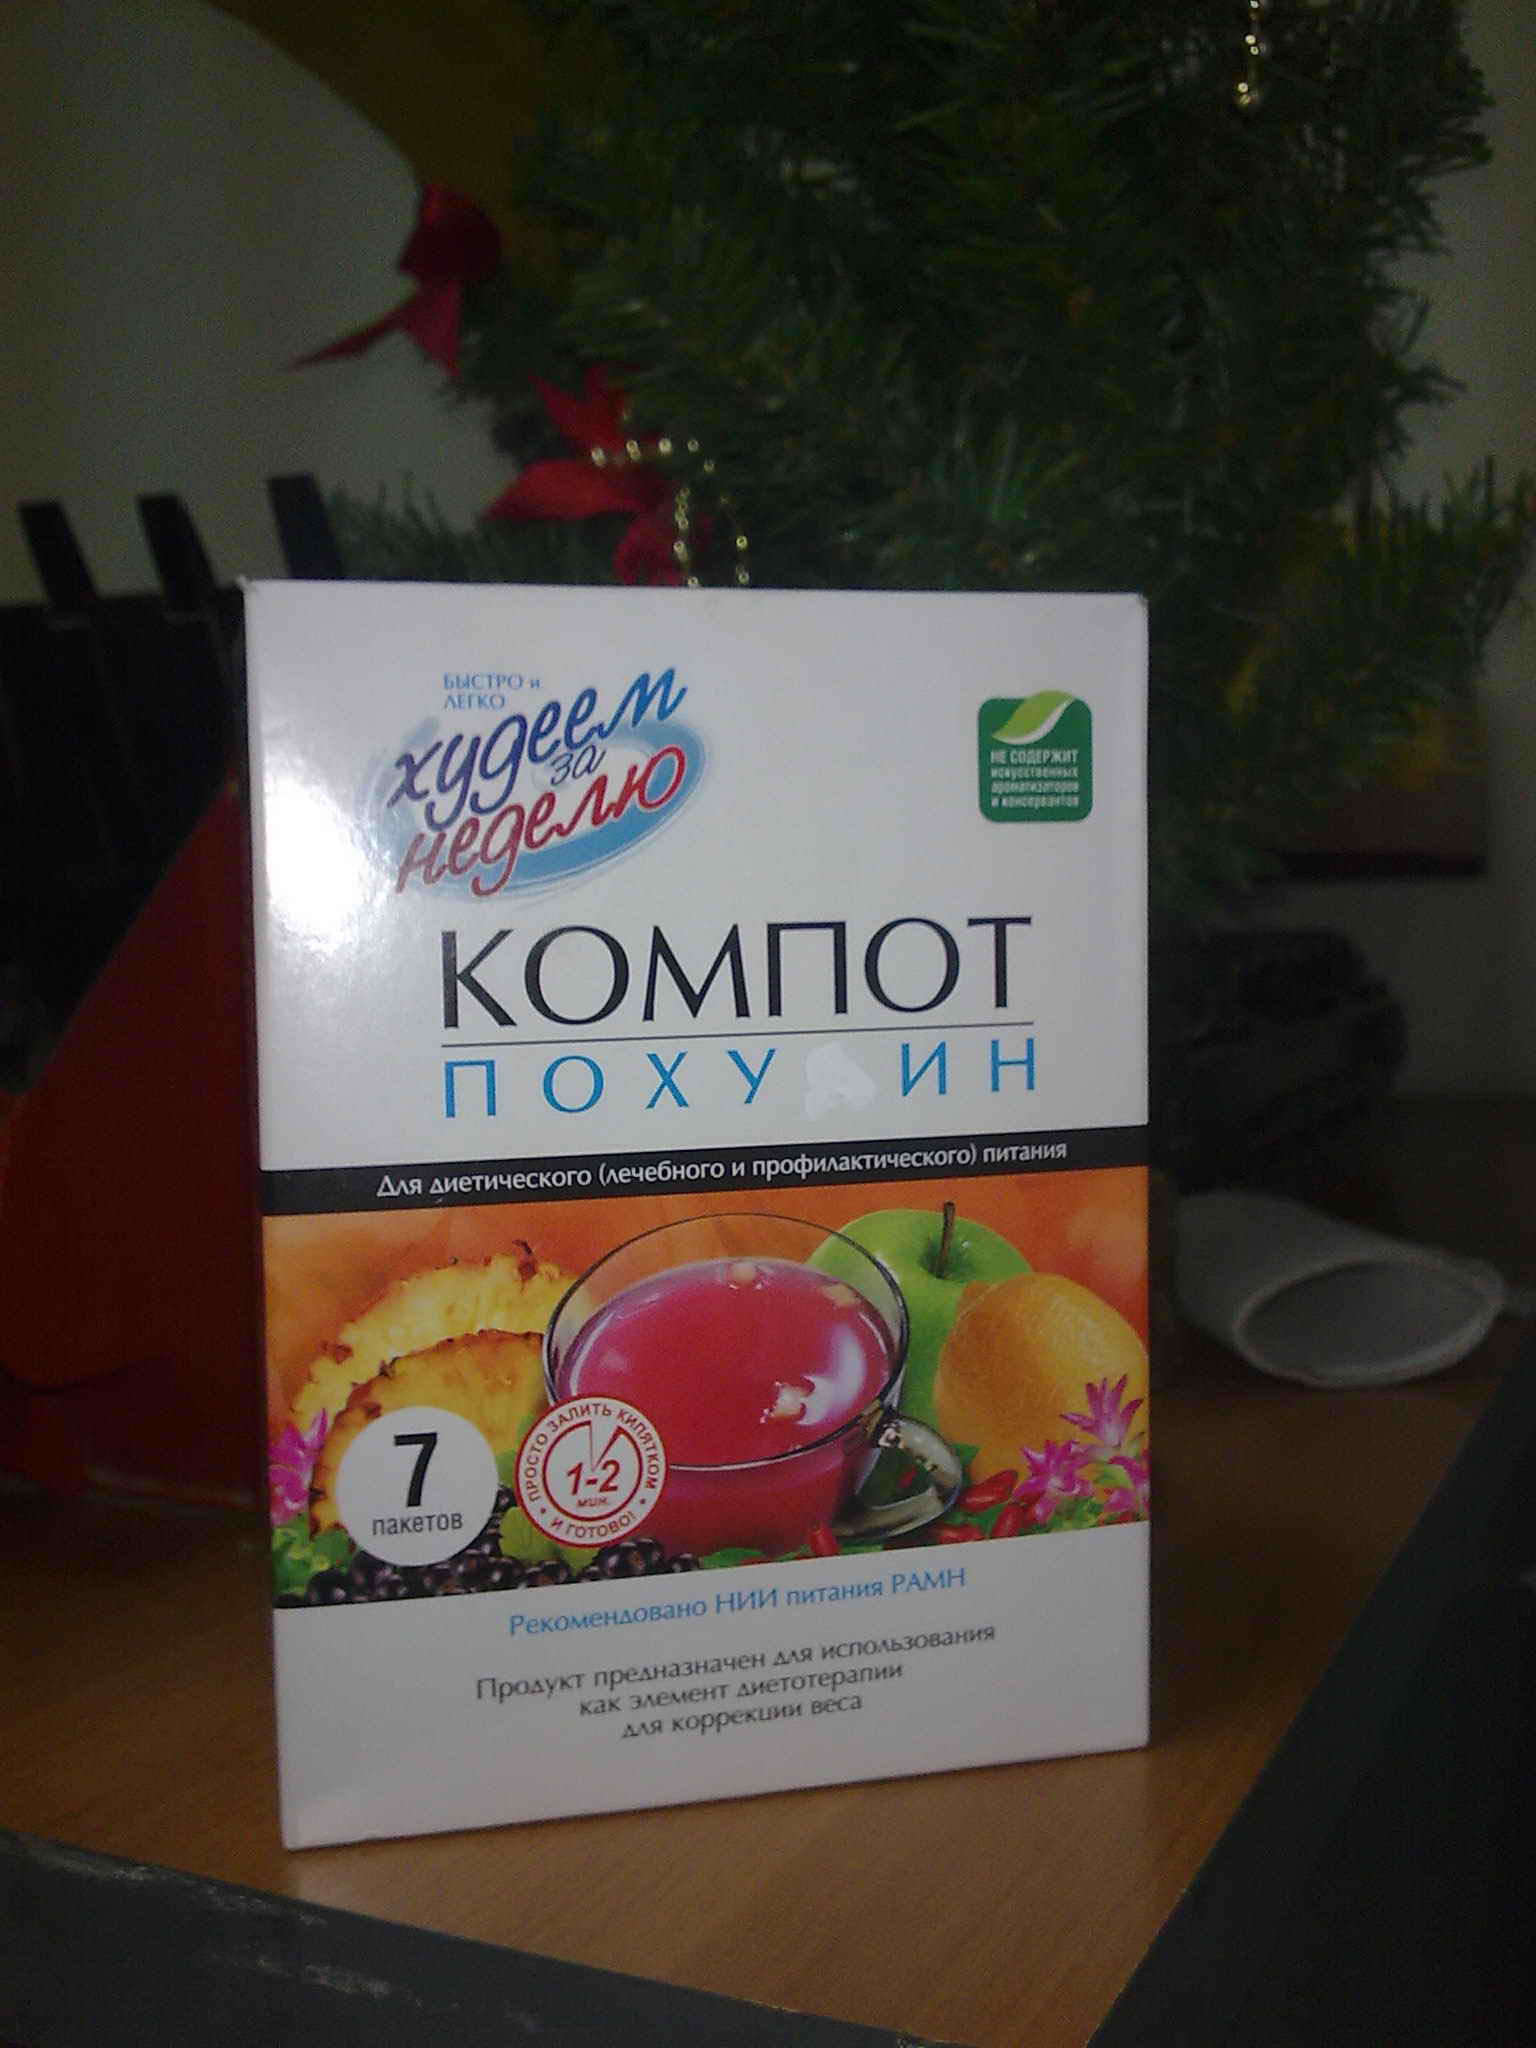 БЫСТРО и
ЛЕГКО
худеем
за
неделю
НЕ СОДЕРЖИТ
искусственных
ароматизаторов
и консервантов
КОМПОТ
ПОХУ ИН
Для диетического (лечебного и профилактического) питания
7
пакетов
ПРОСТО ЗАЛИТЬ КИПЯТКОМ
1-2
мин.
И ГОТОВО!
Рекомендовано НИИ питания РАМН
Продукт предназначен для использования
как элемент диетотерапии
для коррекции веса